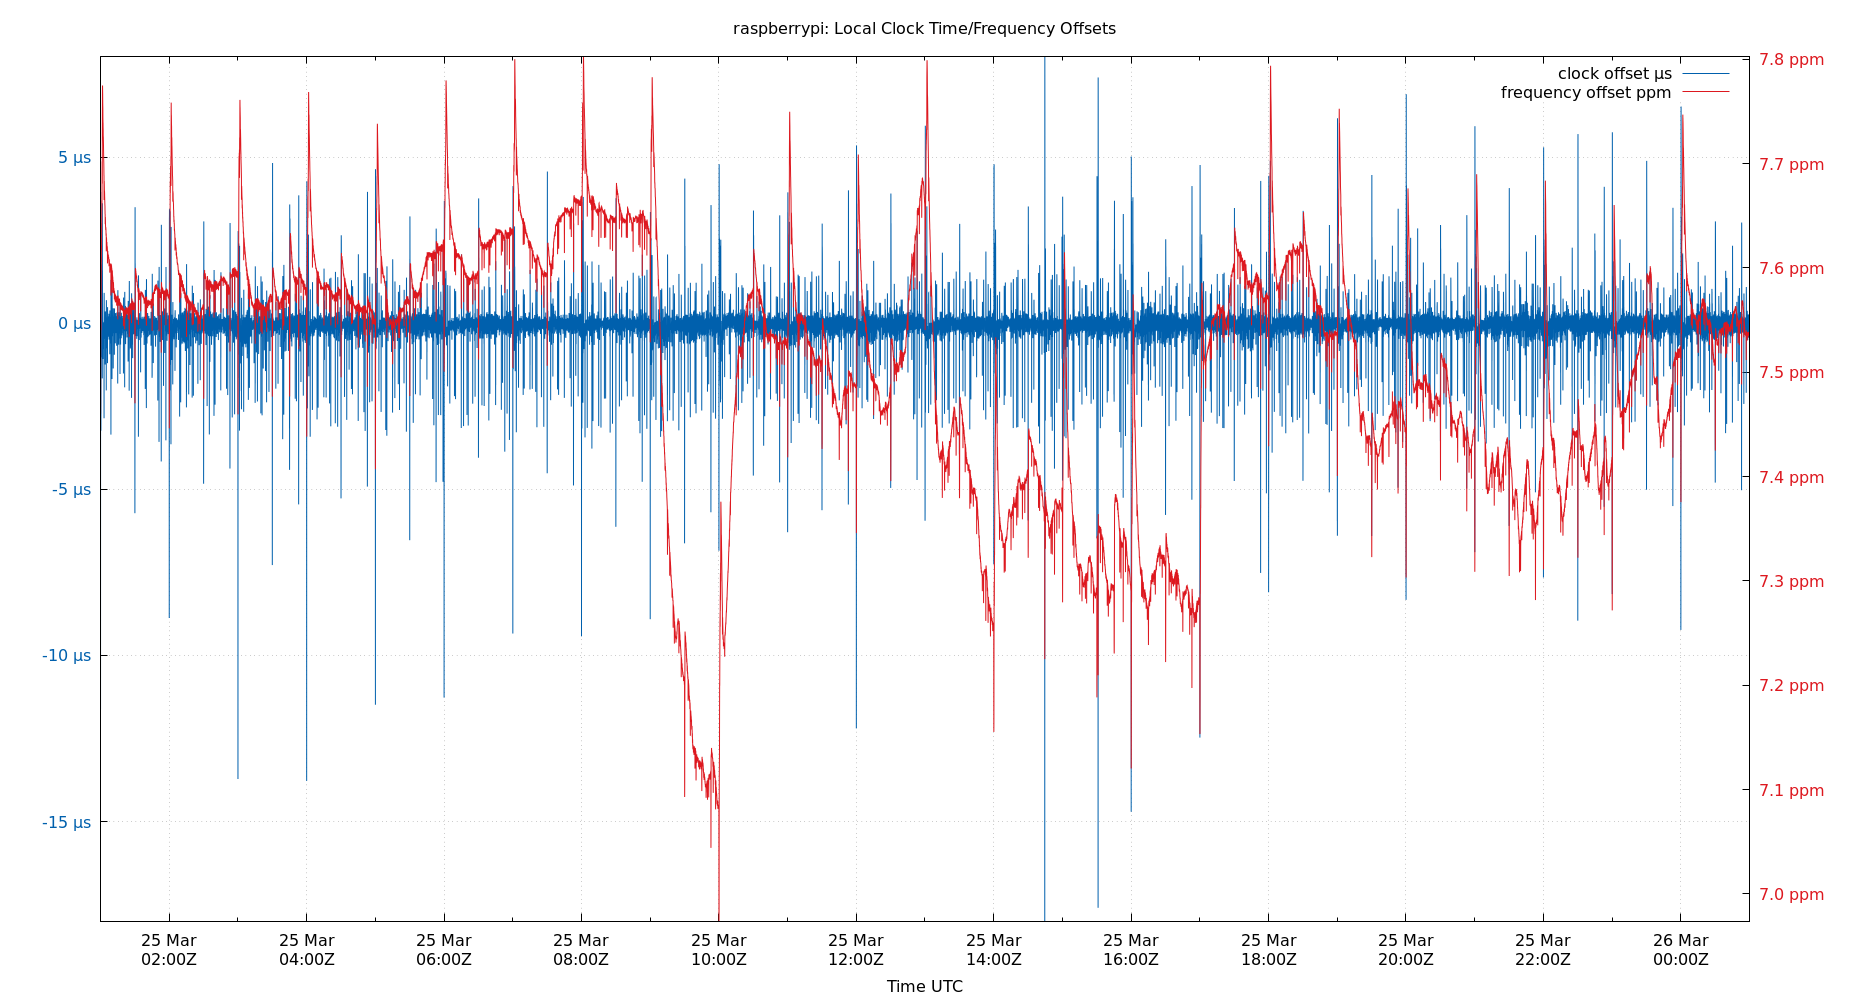 raspberrypi: Local Clock Time/Frequency Offsets
clock offset µs
frequency offset ppm
5 µs
0 µs
-5 µs
-10 µs
-15 µs
7.8 ppm
7.7 ppm
7.6 ppm
7.5 ppm
7.4 ppm
7.3 ppm
7.2 ppm
7.1 ppm
7.0 ppm
25 Mar 25 Mar 25 Mar 25 Mar 25 Mar 25 Mar 25 Mar 25 Mar 25 Mar 25 Mar 25 Mar 26 Mar
02:00Z 04:00Z 06:00Z 08:00Z 10:00Z 12:00Z 14:00Z 16:00Z 18:00Z 20:00Z 22:00Z 00:00Z
Time UTC